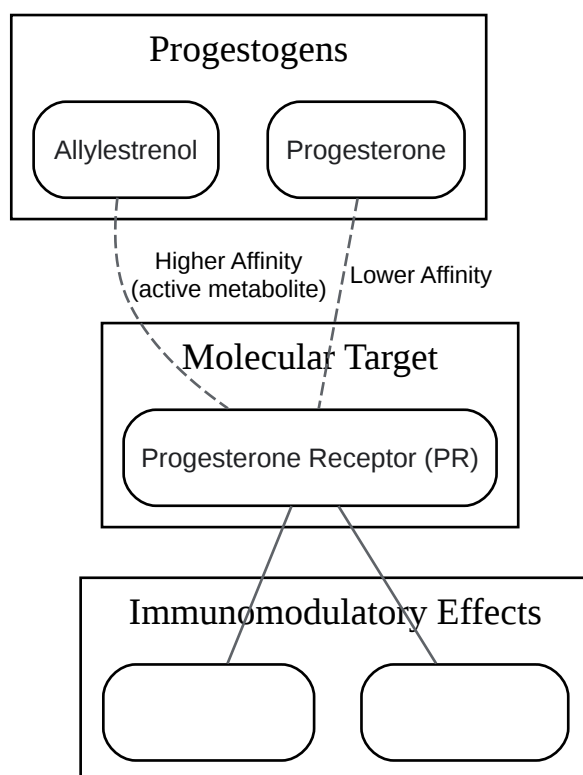 Progestogens
Allylestrenol
Progesterone
Higher Affinity
(active metabolite)
Lower Affinity
Molecular Target
Progesterone Receptor (PR)
Immunomodulatory Effects